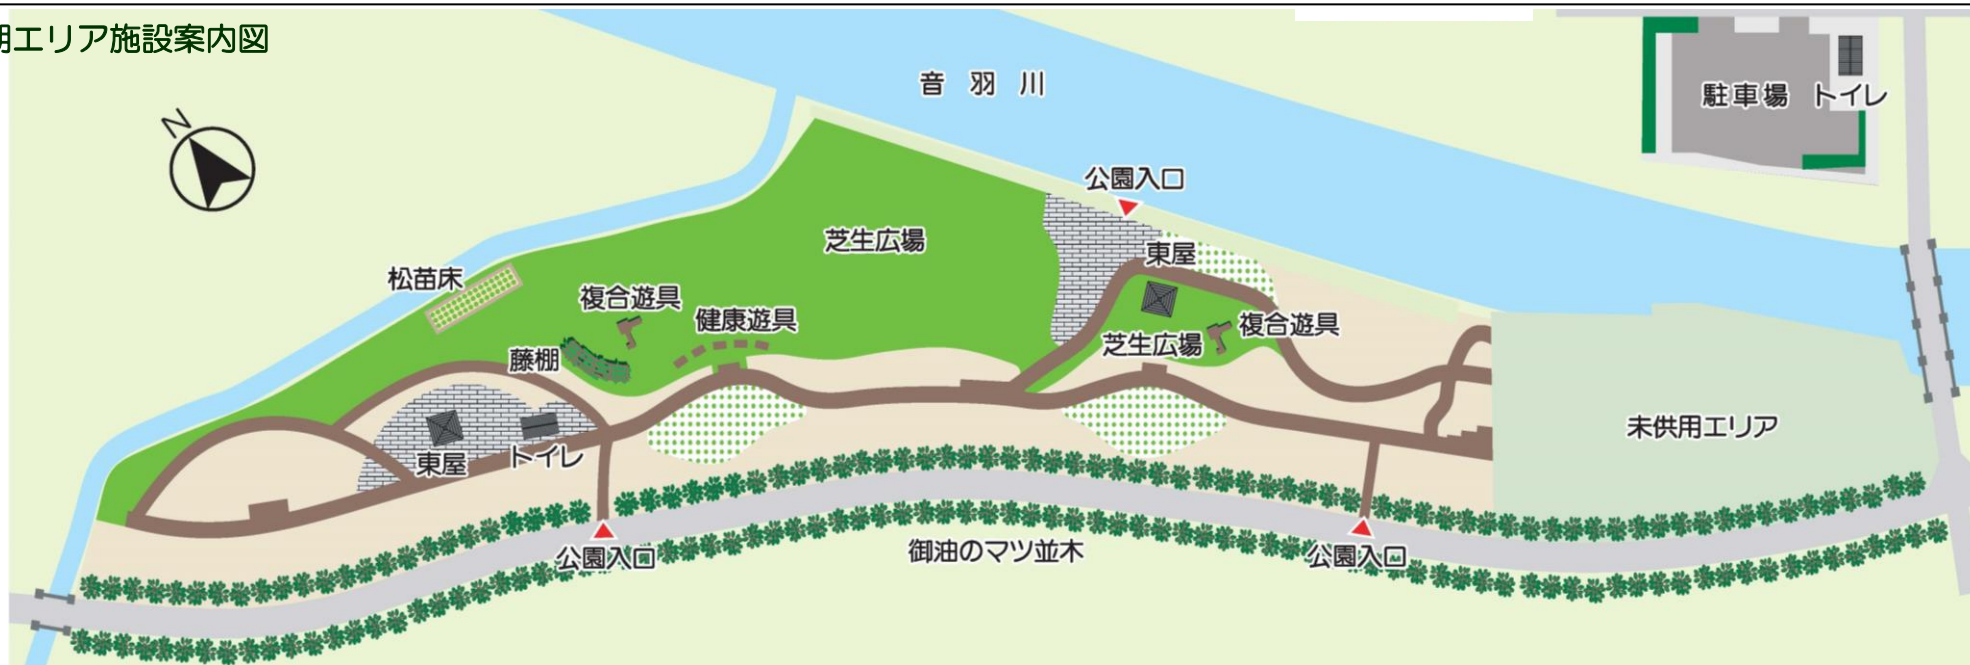 期エリア施設案内図
N
音羽川
駐車場
トイレ
公園入口
芝生広場
東屋
松苗床
複合遊具
健康遊具
複合遊具
芝生広場
藤棚
未供用エリア
東屋
トイレ
公園入口
御油のマツ並木
公園入口